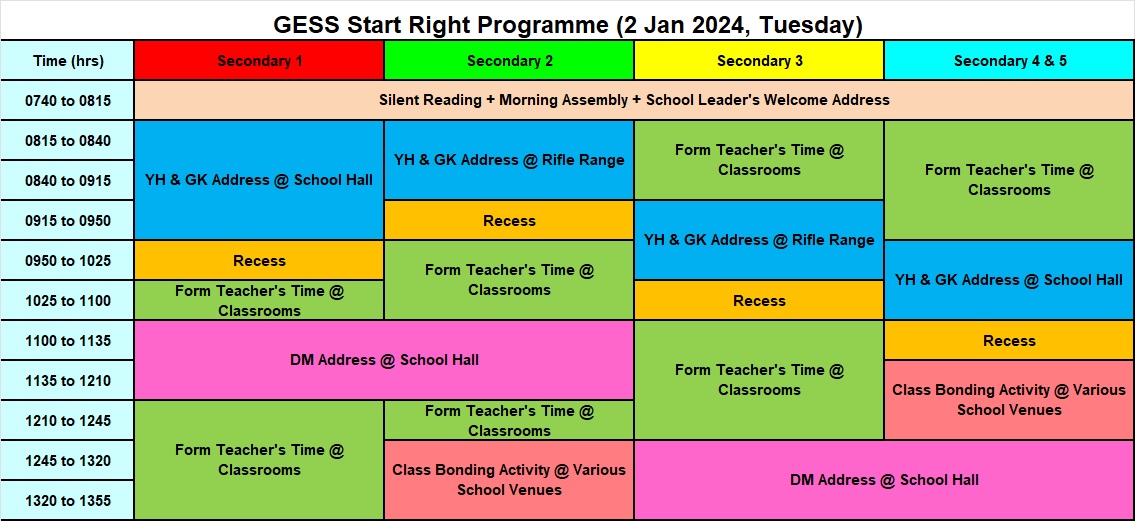 GESS Start Right Programme (2 Jan 2024, Tuesday)
Time (hrs)
Secondary 1
Secondary 2
Secondary 3
Secondary 4 & 5
0740 to 0815
Silent Reading + Morning Assembly + School Leader's Welcome Address
0815 to 0840
YH & GK Address @ School Hall
YH & GK Address @ Rifle Range
Form Teacher's Time @
Classrooms
Form Teacher's Time @
Classrooms
0840 to 0915
0915 to 0950
Recess
YH & GK Address @ Rifle Range
0950 to 1025
Recess
Form Teacher's Time @
Classrooms
YH & GK Address @ School Hall
1025 to 1100
Form Teacher's Time @
Classrooms
Recess
1100 to 1135
DM Address @ School Hall
Form Teacher's Time @
Classrooms
Recess
1135 to 1210
Class Bonding Activity @ Various
School Venues
1210 to 1245
Form Teacher's Time @
Classrooms
Form Teacher's Time @
Classrooms
1245 to 1320
Class Bonding Activity @ Various
School Venues
DM Address @ School Hall
1320 to 1355